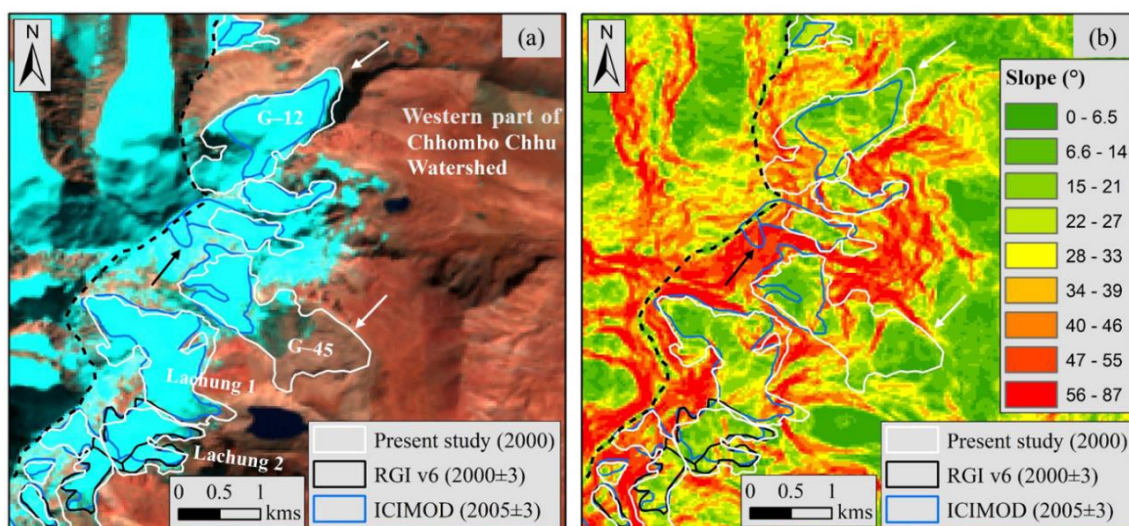 N
(a)
G–12
Western part of
Chhombo Chhu
Watershed
G–45
Lachung 1
Lachung 2
Present study (2000)
RGI v6 (2000±3)
ICIMOD (2005±3)
0 0.5 1
kms
N
(b)
Slope (°)
0 - 6.5
6.6 - 14
15 - 21
22 - 27
28 - 33
34 - 39
40 - 46
47 - 55
56 - 87
Present study (2000)
RGI v6 (2000±3)
ICIMOD (2005±3)
0 0.5 1
kms